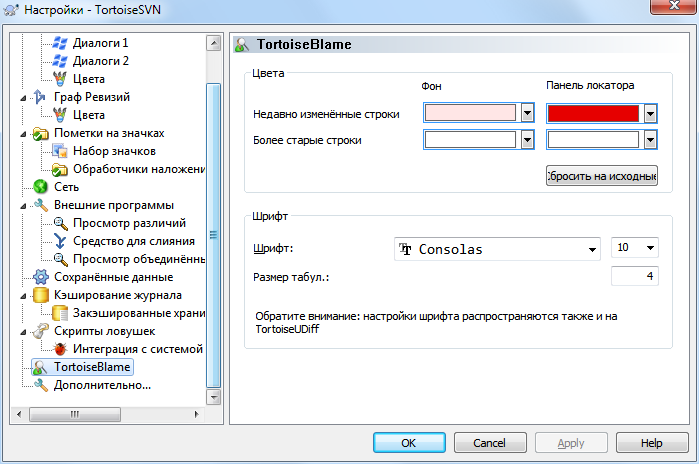 Настройки - TortoiseSVN
Диалоги 1
Диалоги 2
Цвета
Граф Ревизий
Цвета
Пометки на значках
Набор значков
Обработчики наложени
Сеть
Внешние программы
Просмотр различий
Средство для слияния
Просмотр объединённы
Сохранённые данные
Кэширование журнала
Закэшированные храни
Скрипты ловушек
Интеграция с системой
TortoiseBlame
Дополнительно...
TortoiseBlame
Цвета
Фон Панель локатора
Недавно изменённые строки
Более старые строки
Сбросить на исходные
Шрифт
Шрифт: Consolas 10
Размер табул.: 4
Обратите внимание: настройки шрифта распространяются также и на
TortoiseUDiff
OK Cancel Apply Help